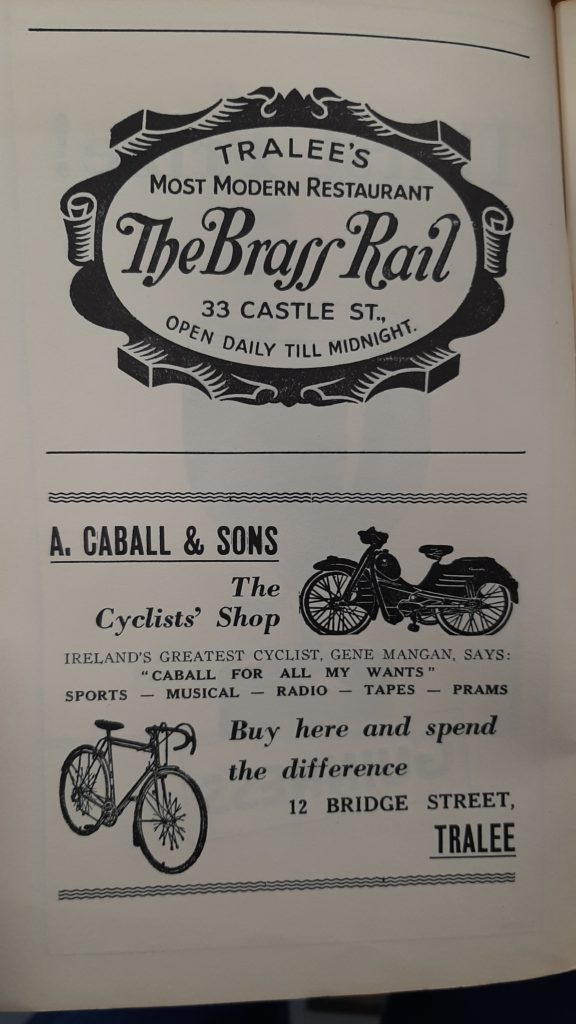 TRALEE'S
MOST MODERN RESTAURANT
The Brass Rail
33 CASTLE ST.,
OPEN DAILY TILL MIDNIGHT.
A. CABALL & SONS
The
Cyclists' Shop
IRELAND'S GREATEST CYCLIST, GENE MANGAN, SAYS:
"CABALL FOR ALL MY WANTS"
SPORTS — MUSICAL — RADIO — TAPES — PRAMS
Buy here and spend
the difference
12 BRIDGE STREET,
TRALEE